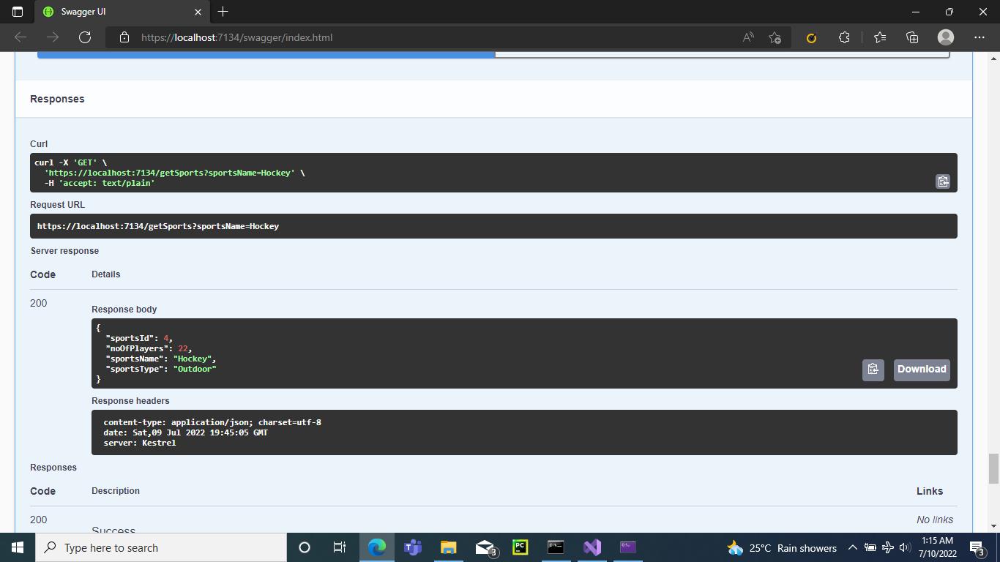 Swagger UI
https://localhost:7134/swagger/index.html
Responses
Curl
curl -X 'GET' \
'https://localhost:7134/getSports?sportsName=Hockey' \
-H 'accept: text/plain'
Request URL
https://localhost:7134/getSports?sportsName=Hockey
Server response
Code Details
200
Response body
{
"sportsId": 4,
"noOfPlayers": 22,
"sportsName": "Hockey",
"sportsType": "Outdoor"
}
Download
Response headers
content-type: application/json; charset=utf-8
date: Sat,09 Jul 2022 19:45:05 GMT
server: Kestrel
Responses
Code Description Links
200 No links
Success
Type here to search
3
PC
25°C Rain showers
1:15 AM
7/10/2022
3